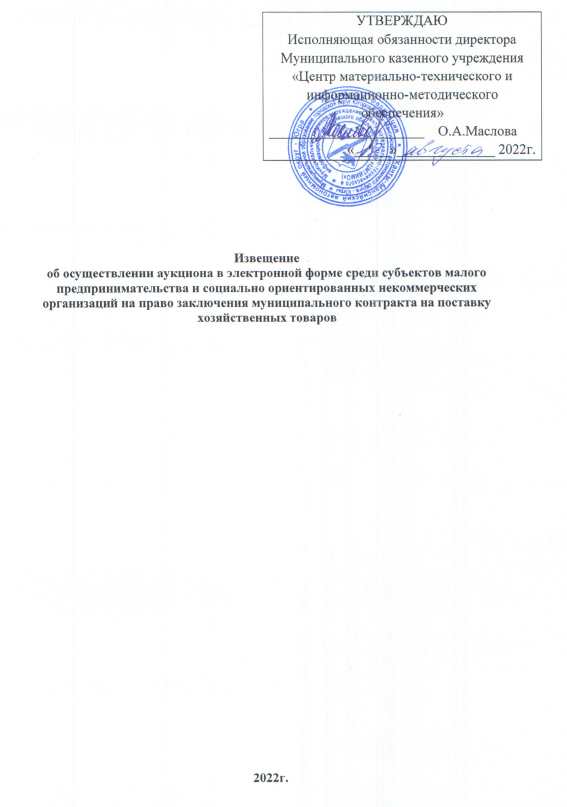 УТВЕРЖДАЮ
Исполняющая обязанности директора
Муниципального казенного учреждения
«Центр материально-технического и
информационно-методического
обеспечения»
О.А.Маслова
« » августа 2022г.
Извещение
об осуществлении аукциона в электронной форме среди субъектов малого
предпринимательства и социально ориентированных некоммерческих
организаций на право заключения муниципального контракта на поставку
хозяйственных товаров
2022г.